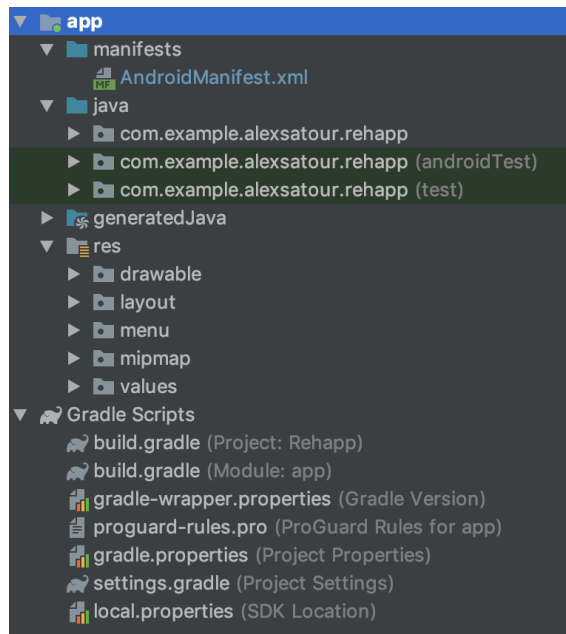 app
manifests
MF AndroidManifest.xml
java
com.example.alexsatour.rehapp
com.example.alexsatour.rehapp (androidTest)
com.example.alexsatour.rehapp (test)
generatedJava
res
drawable
layout
menu
mipmap
values
Gradle Scripts
build.gradle (Project: Rehapp)
build.gradle (Module: app)
gradle-wrapper.properties (Gradle Version)
proguard-rules.pro (ProGuard Rules for app)
gradle.properties (Project Properties)
settings.gradle (Project Settings)
local.properties (SDK Location)